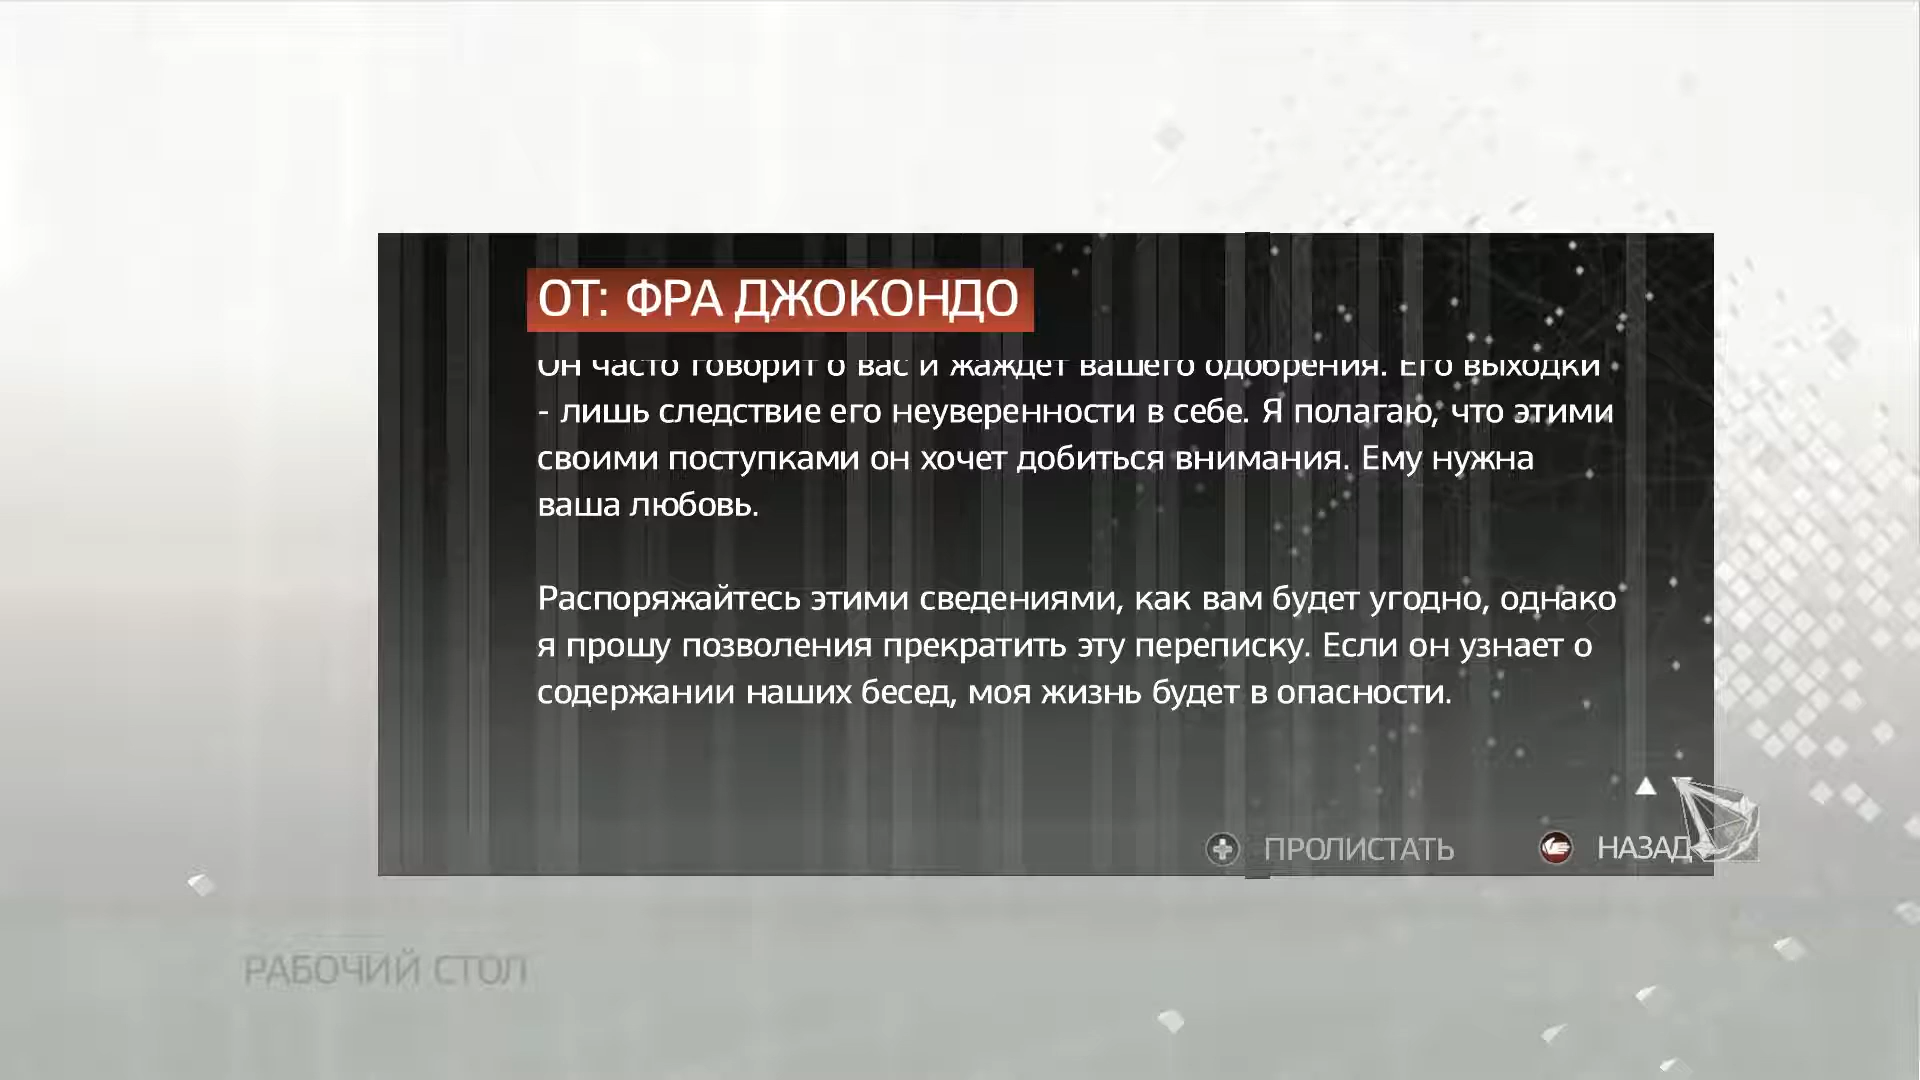 ОТ: ФРА ДЖОКОНДО
Он часто говорит о вас и жаждет вашего одобрения. Его выходки
- лишь следствие его неуверенности в себе. Я полагаю, что этими
своими поступками он хочет добиться внимания. Ему нужна
ваша любовь.
Распоряжайтесь этими сведениями, как вам будет угодно, однако
я прошу позволения прекратить эту переписку. Если он узнает о
содержании наших бесед, моя жизнь будет в опасности.
ПРОЛИСТАТЬ НАЗАД
РАБОЧИЙ СТОЛ